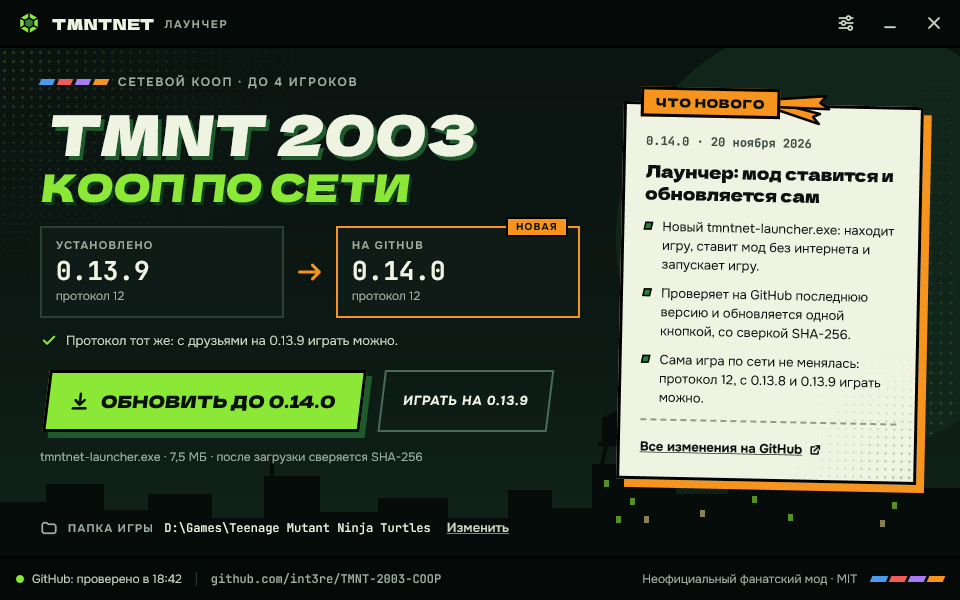 TMNTNET ЛАУНЧЕР
СЕТЕВОЙ КООП · ДО 4 ИГРОКОВ
TMNT 2003
КООП ПО СЕТИ
УСТАНОВЛЕНО
0.13.9
протокол 12
НОВАЯ
НА GITHUB
0.14.0
протокол 12
Протокол тот же: с друзьями на 0.13.9 играть можно.
ОБНОВИТЬ ДО 0.14.0
ИГРАТЬ НА 0.13.9
tmntnet-launcher.exe · 7,5 МБ · после загрузки сверяется SHA-256
ПАПКА ИГРЫ D:\Games\Teenage Mutant Ninja Turtles Изменить
ЧТО НОВОГО
0.14.0 · 20 ноября 2026
Лаунчер: мод ставится и
обновляется сам
Новый tmntnet-launcher.exe: находит
игру, ставит мод без интернета и
запускает игру.
Проверяет на GitHub последнюю
версию и обновляется одной
кнопкой, со сверкой SHA-256.
Сама игра по сети не менялась:
протокол 12, с 0.13.8 и 0.13.9 играть
можно.
Все изменения на GitHub
GitHub: проверено в 18:42
github.com/int3re/TMNT-2003-COOP
Неофициальный фанатский мод · MIT